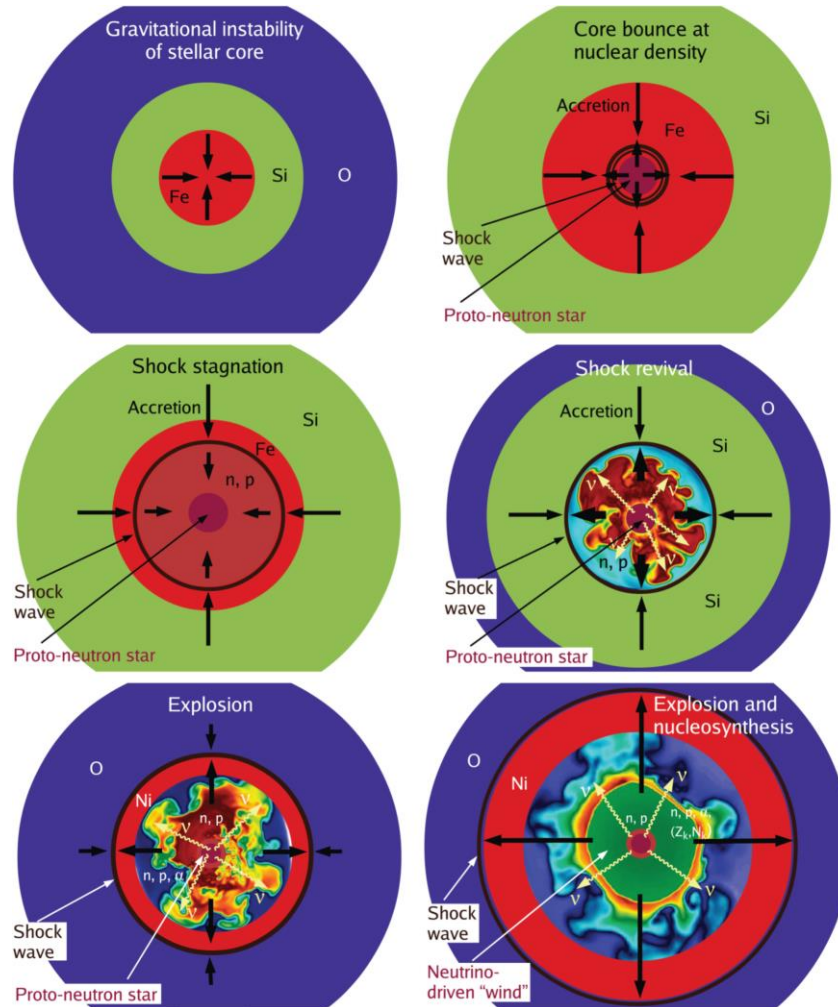 Gravitational instability
of stellar core
Fe
Si
O
Core bounce at
nuclear density
Accretion
Fe
Si
Shock
wave
Proto-neutron star
Shock stagnation
Accretion
Si
Fe
n, p
Shock
wave
Proto-neutron star
Shock revival
O
Accretion
Si
ν
ν
ν
ν
n, p
Shock
wave
Si
Proto-neutron star
Explosion
O
Ni
n, p
ν
ν
n, p, α
ν
ν
Shock
wave
Proto-neutron star
Explosion and
nucleosynthesis
O
Ni
ν
ν
n, p
n, p, α,
(Zk,Nk)
ν
ν
Shock
wave
Neutrino-
driven “wind”